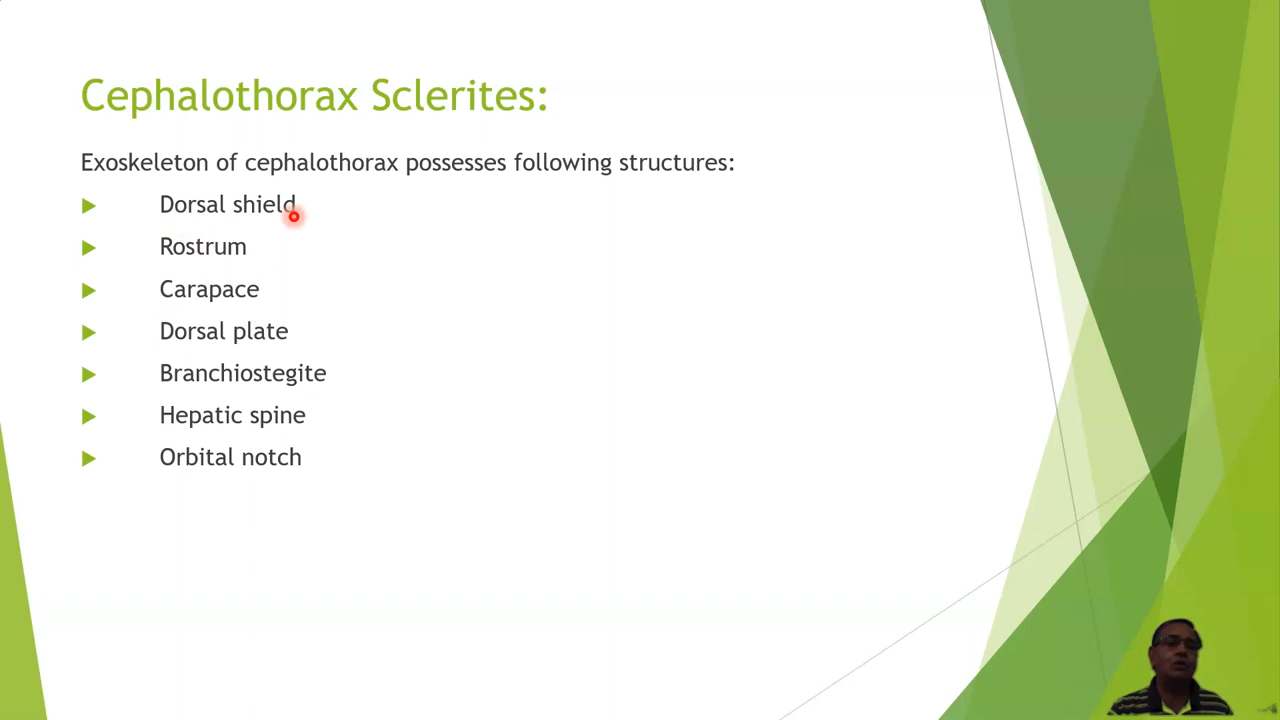 Cephalothorax Sclerites:
Exoskeleton of cephalothorax possesses following structures:
Dorsal shield
Rostrum
Carapace
Dorsal plate
Branchiostegite
Hepatic spine
Orbital notch